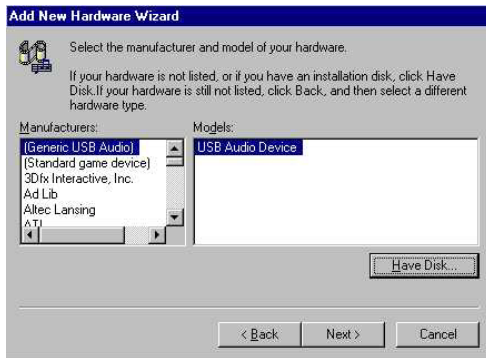 Add New Hardware Wizard
Select the manufacturer and model of your hardware.
If your hardware is not listed, or if you have an installation disk, click Have
Disk.If your hardware is still not listed, click Back, and then select a different
hardware type.
Manufacturers:
Models:
(Generic USB Audio)
(Standard game device)
3Dfx Interactive, Inc.
Ad Lib
Altec Lansing
ATI
USB Audio Device
Have Disk...
< Back
Next >
Cancel